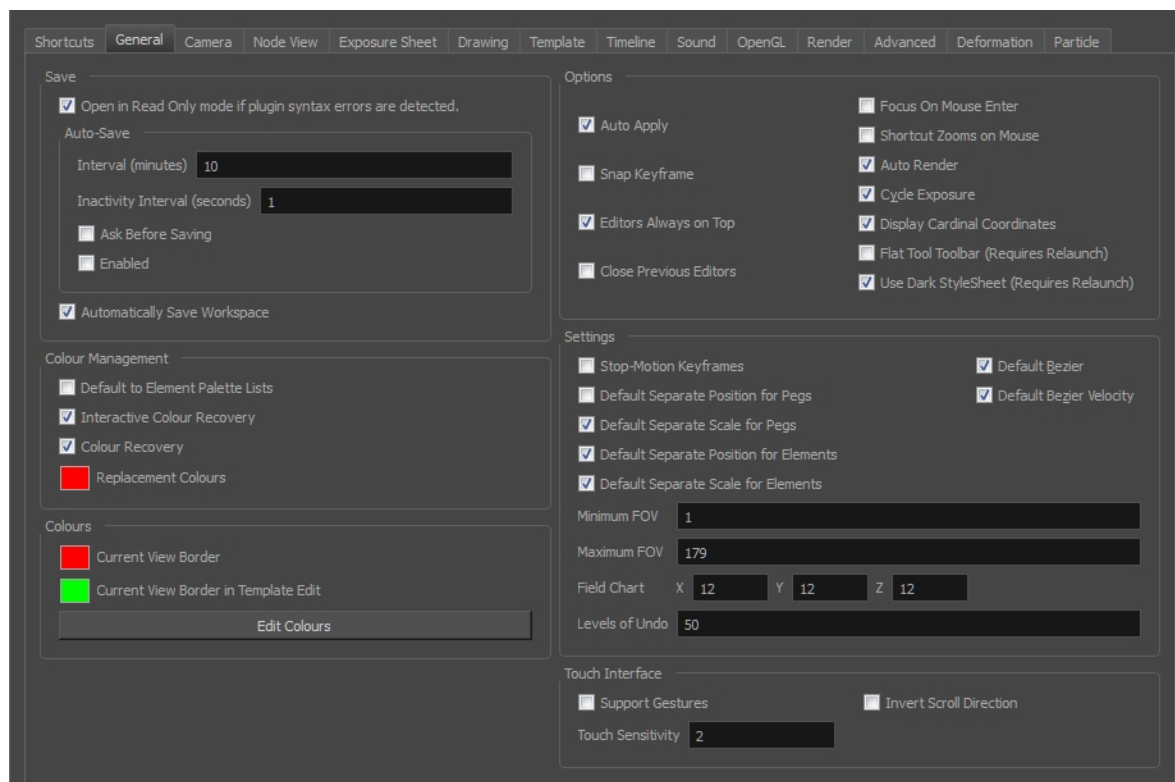 Shortcuts General Camera Node View Exposure Sheet Drawing Template Timeline Sound OpenGL Render Advanced Deformation Particle
Save
Open in Read Only mode if plugin syntax errors are detected.
Auto-Save
Interval (minutes) 10
Inactivity Interval (seconds) 1
Ask Before Saving
Enabled
Automatically Save Workspace
Colour Management
Default to Element Palette Lists
Interactive Colour Recovery
Colour Recovery
Replacement Colours
Colours
Current View Border
Current View Border in Template Edit
Edit Colours
Options
Auto Apply
Snap Keyframe
Editors Always on Top
Close Previous Editors
Focus On Mouse Enter
Shortcut Zooms on Mouse
Auto Render
Cycle Exposure
Display Cardinal Coordinates
Flat Tool Toolbar (Requires Relaunch)
Use Dark StyleSheet (Requires Relaunch)
Settings
Stop-Motion Keyframes
Default Separate Position for Pegs
Default Separate Scale for Pegs
Default Separate Position for Elements
Default Separate Scale for Elements
Default Bezier
Default Bezier Velocity
Minimum FOV 1
Maximum FOV 179
Field Chart X 12 Y 12 Z 12
Levels of Undo 50
Touch Interface
Support Gestures
Invert Scroll Direction
Touch Sensitivity 2